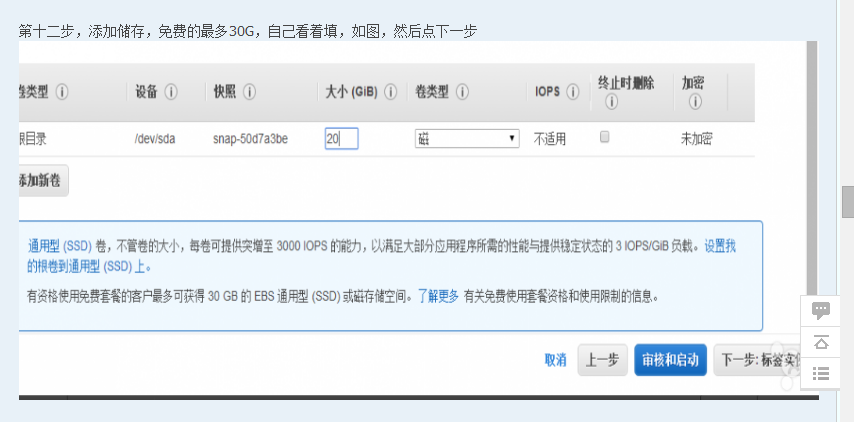 第十二步，添加储存，免费的最多30G，自己看着填，如图，然后点下一步
卷类型 设备 快照 大小 (GiB) 卷类型 IOPS 终止时删除 加密
根目录 /dev/sda snap-50d7a3be 20 磁 不适用 未加密
添加新卷
通用型 (SSD) 卷，不管卷的大小，每卷可提供突增至 3000 IOPS 的能力，以满足大部分应用程序所需的性能与提供稳定状态的 3 IOPS/GiB 负载。设置我
的根卷到通用型 (SSD) 上。
有资格使用免费套餐的客户最多可获得 30 GB 的 EBS 通用型 (SSD) 或磁存储空间。了解更多 有关免费使用套餐资格和使用限制的信息。
取消 上一步 审核和启动 下一步: 标签实